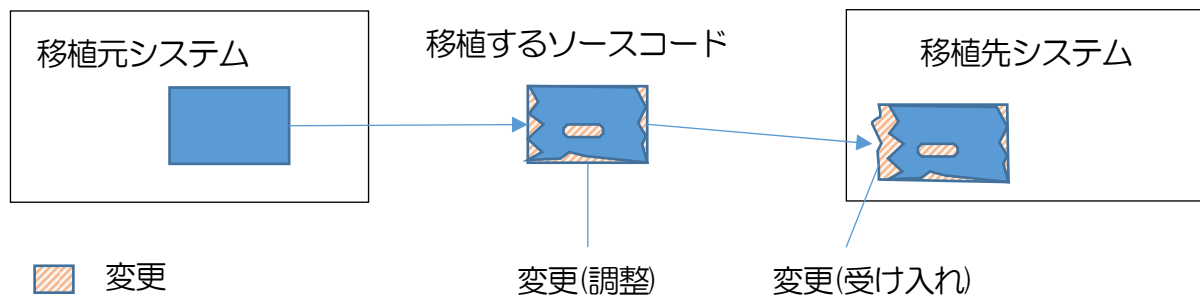 移植元システム
移植するソースコード
移植先システム
変更
変更(調整)
変更(受け入れ)